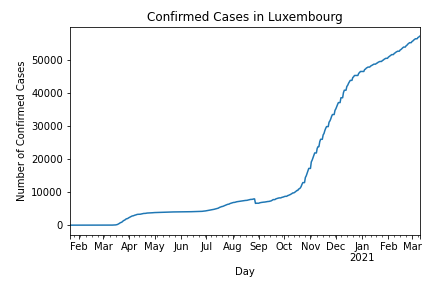 Confirmed Cases in Luxembourg
Number of Confirmed Cases
50000
40000
30000
20000
10000
0
Feb Mar Apr May Jun Jul Aug Sep Oct Nov Dec Jan Feb Mar
2021
Day